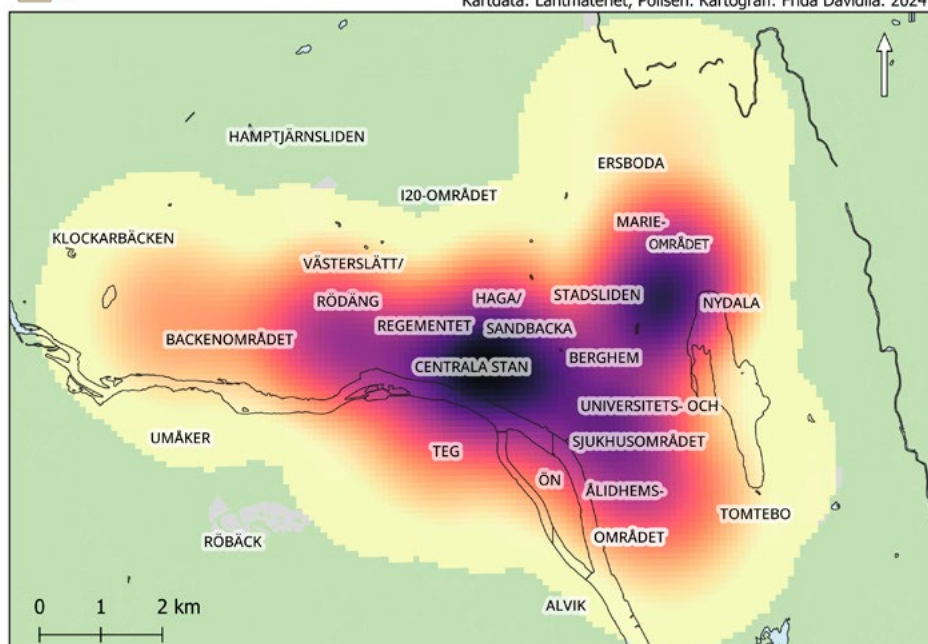 Kartdata: Lantmäteriet, Polisen. Kartograf: Frida Davidlia. 2024
HAMPTJÄRNSLIDEN
ERSBODA
I20-OMRÅDET
MARIE-
OMRÅDET
KLOCKARBÄCKEN
VÄSTERSLÄTT/
RÖDÄNG
HAGA/
SANDBACKA
STADSLIDEN
NYDALA
REGEMENTET
BACKENOMRÅDET
CENTRALA STAN
BERGHEM
UNIVERSITETS- OCH
SJUKHUSOMRÅDET
UMÅKER
TEG
ÖN
ÅLIDHEMS-
OMRÅDET
TOMTEBO
RÖBÄCK
ALVIK
0 1 2 km